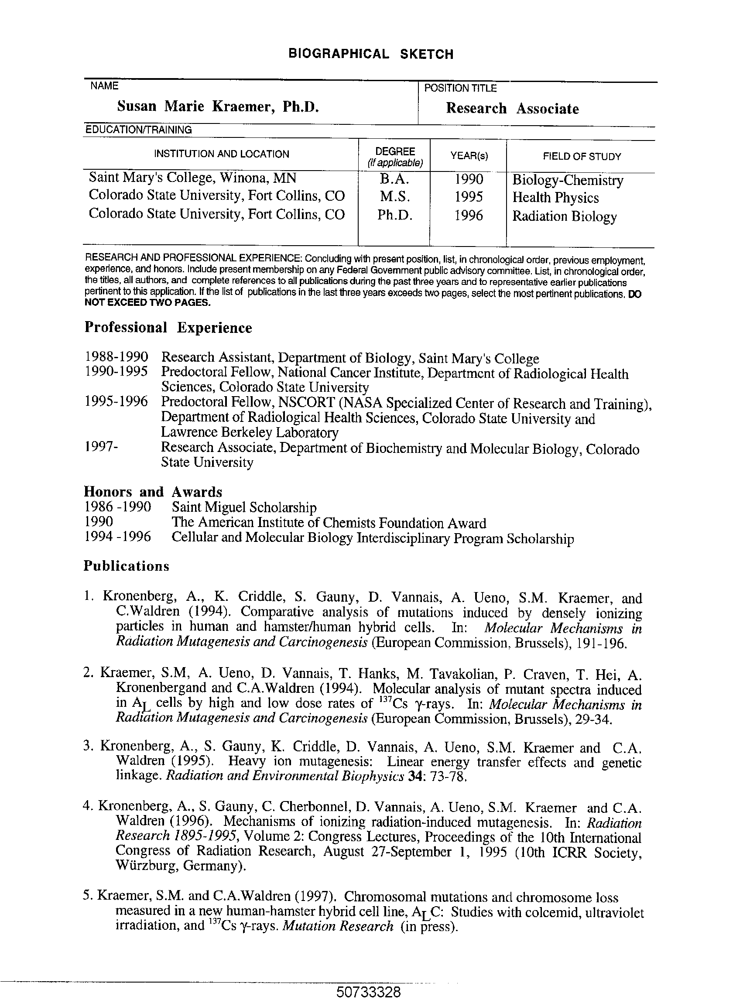 BIOGRAPHICAL SKETCH
NAME
POSITION TITLE
Susan Marie Kraemer, Ph.D.
Research Associate
EDUCATION/TRAINING
INSTITUTION AND LOCATION
DEGREE (if applicable)
YEAR(s)
FIELD OF STUDY
Saint Mary's College, Winona, MN B.A. 1990 Biology-Chemistry
Colorado State University, Fort Collins, CO M.S. 1995 Health Physics
Colorado State University, Fort Collins, CO Ph.D. 1996 Radiation Biology
RESEARCH AND PROFESSIONAL EXPERIENCE: Concluding with present position, list, in chronological order, previous employment,
experience, and honors. Include present membership on any Federal Government public advisory committee. List, in chronological order,
the titles, all authors, and complete references to all publications during the past three years and to representative earlier publications
pertinent to this application. If the list of publications in the last three years exceeds two pages, select the most pertinent publications. DO
NOT EXCEED TWO PAGES.
Professional Experience
1988-1990 Research Assistant, Department of Biology, Saint Mary's College
1990-1995 Predoctoral Fellow, National Cancer Institute, Department of Radiological Health
Sciences, Colorado State University
1995-1996 Predoctoral Fellow, NSCORT (NASA Specialized Center of Research and Training),
Department of Radiological Health Sciences, Colorado State University and
Lawrence Berkeley Laboratory
1997- Research Associate, Department of Biochemistry and Molecular Biology, Colorado
State University
Honors and Awards
1986 -1990 Saint Miguel Scholarship
1990 The American Institute of Chemists Foundation Award
1994 -1996 Cellular and Molecular Biology Interdisciplinary Program Scholarship
Publications
1. Kronenberg, A., K. Criddle, S. Gauny, D. Vannais, A. Ueno, S.M. Kraemer, and
C.Waldren (1994). Comparative analysis of mutations induced by densely ionizing
particles in human and hamster/human hybrid cells. In: Molecular Mechanisms in
Radiation Mutagenesis and Carcinogenesis (European Commission, Brussels), 191-196.
2. Kraemer, S.M, A. Ueno, D. Vannais, T. Hanks, M. Tavakolian, P. Craven, T. Hei, A.
Kronenbergand and C.A.Waldren (1994). Molecular analysis of mutant spectra induced
in AL cells by high and low dose rates of 137Cs γ-rays. In: Molecular Mechanisms in
Radiation Mutagenesis and Carcinogenesis (European Commission, Brussels), 29-34.
3. Kronenberg, A., S. Gauny, K. Criddle, D. Vannais, A. Ueno, S.M. Kraemer and C.A.
Waldren (1995). Heavy ion mutagenesis: Linear energy transfer effects and genetic
linkage. Radiation and Environmental Biophysics 34: 73-78.
4. Kronenberg, A., S. Gauny, C. Cherbonnel, D. Vannais, A. Ueno, S.M. Kraemer and C.A.
Waldren (1996). Mechanisms of ionizing radiation-induced mutagenesis. In: Radiation
Research 1895-1995, Volume 2: Congress Lectures, Proceedings of the 10th International
Congress of Radiation Research, August 27-September 1, 1995 (10th ICRR Society,
Würzburg, Germany).
5. Kraemer, S.M. and C.A.Waldren (1997). Chromosomal mutations and chromosome loss
measured in a new human-hamster hybrid cell line, ALC: Studies with colcemid, ultraviolet
irradiation, and 137Cs γ-rays. Mutation Research (in press).
50733328